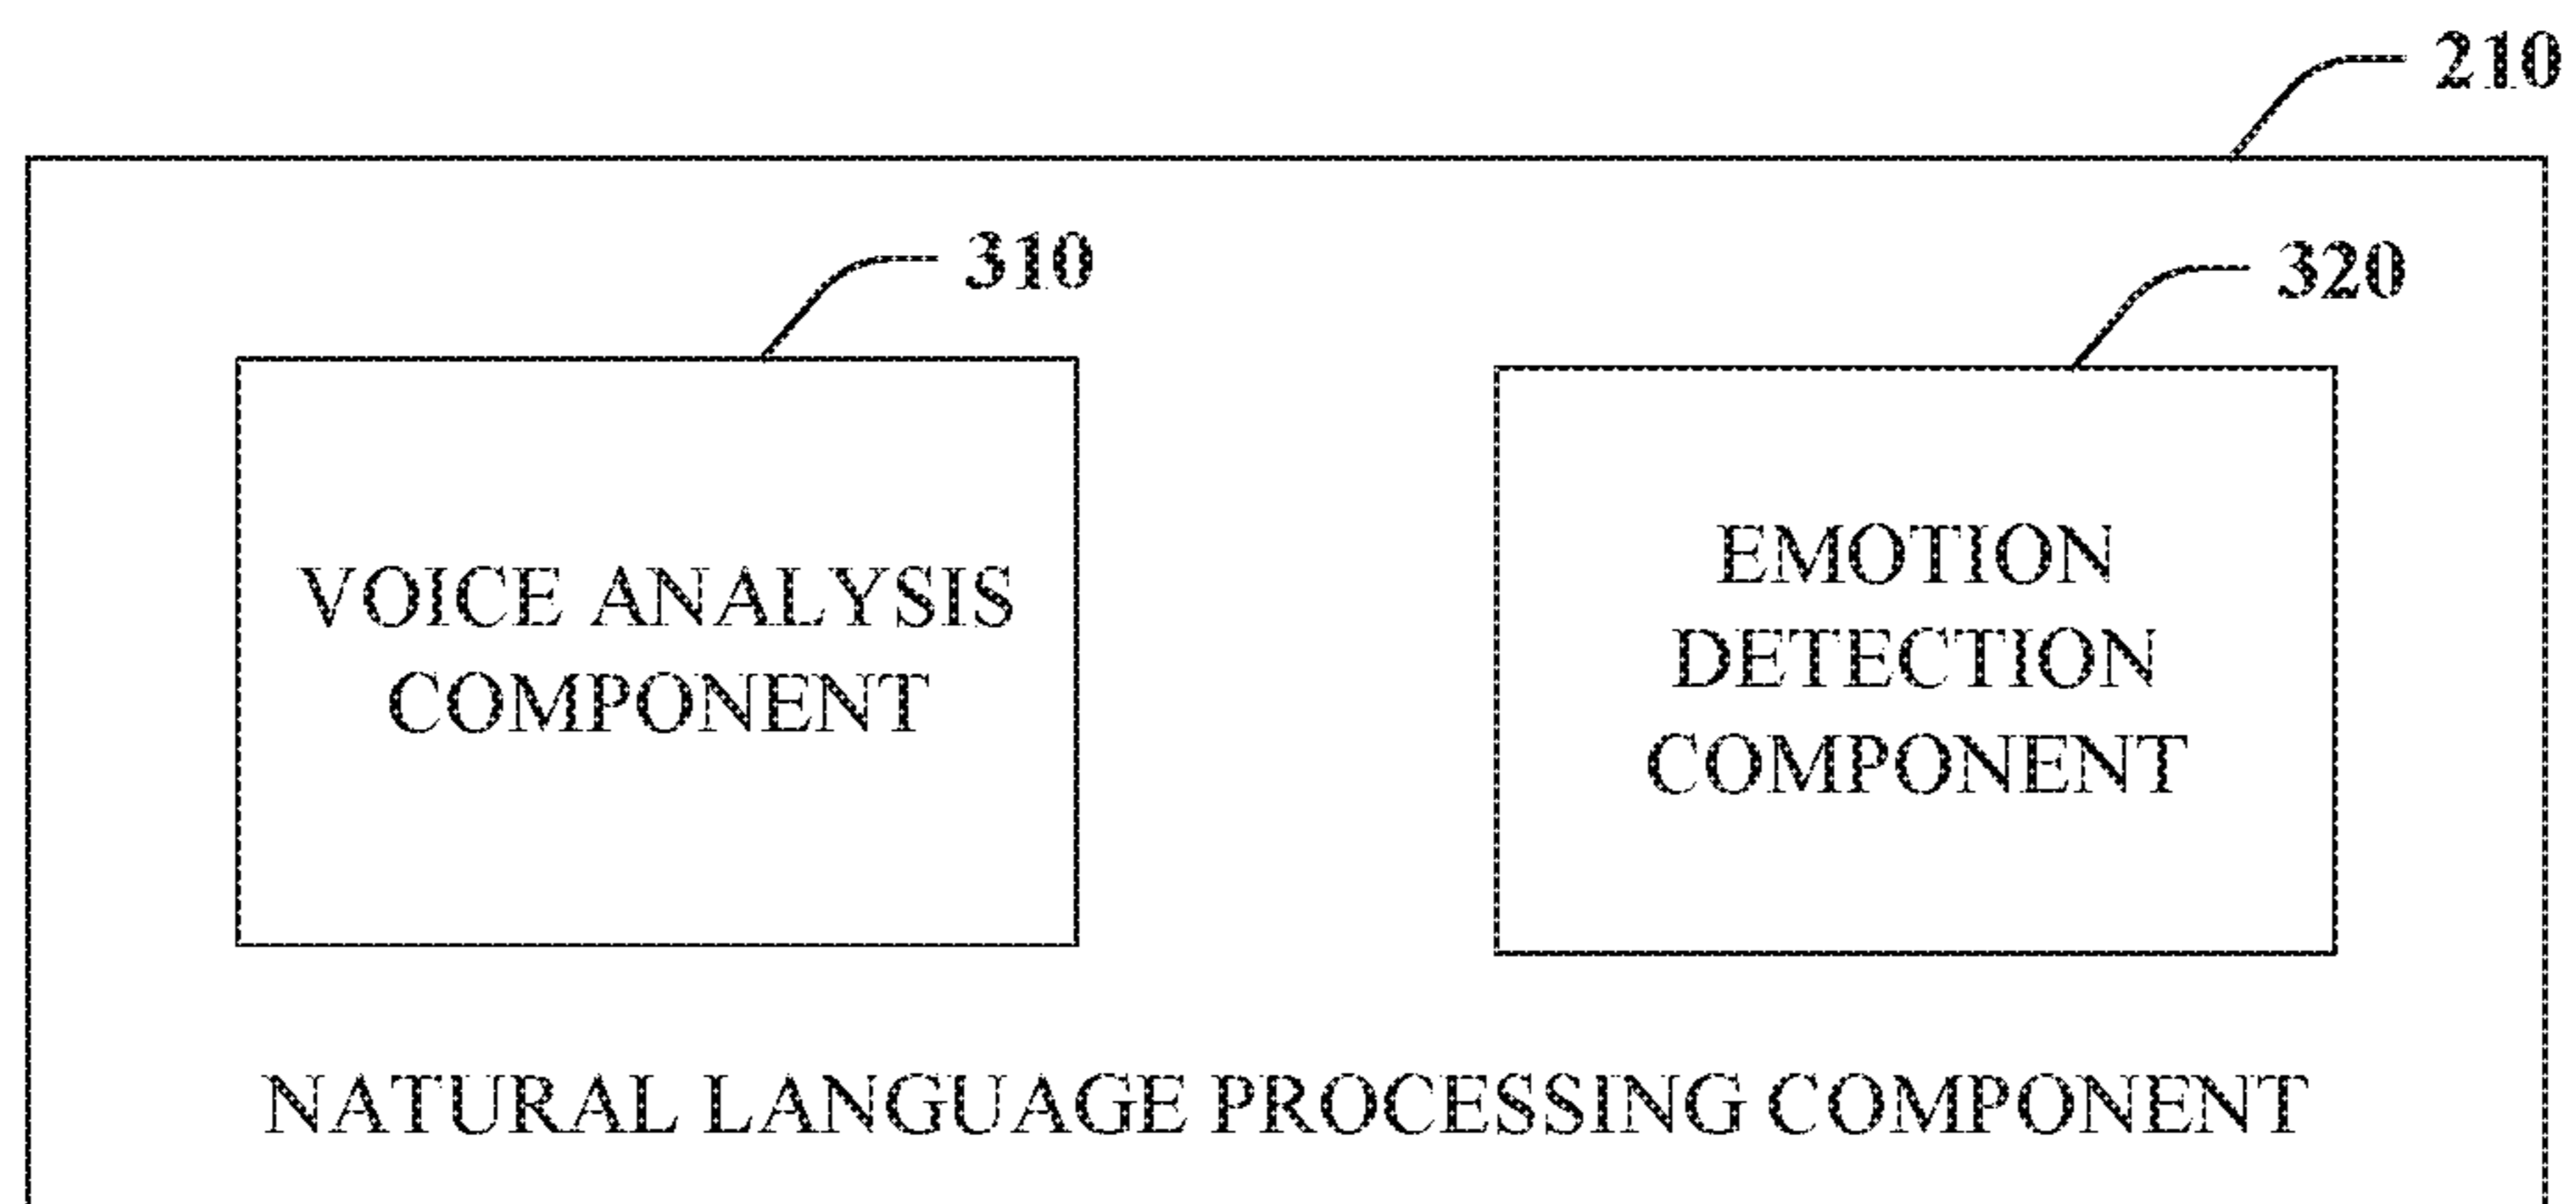 210
310
320
VOICE ANALYSIS
COMPONENT
EMOTION
DETECTION
COMPONENT
NATURAL LANGUAGE PROCESSING COMPONENT